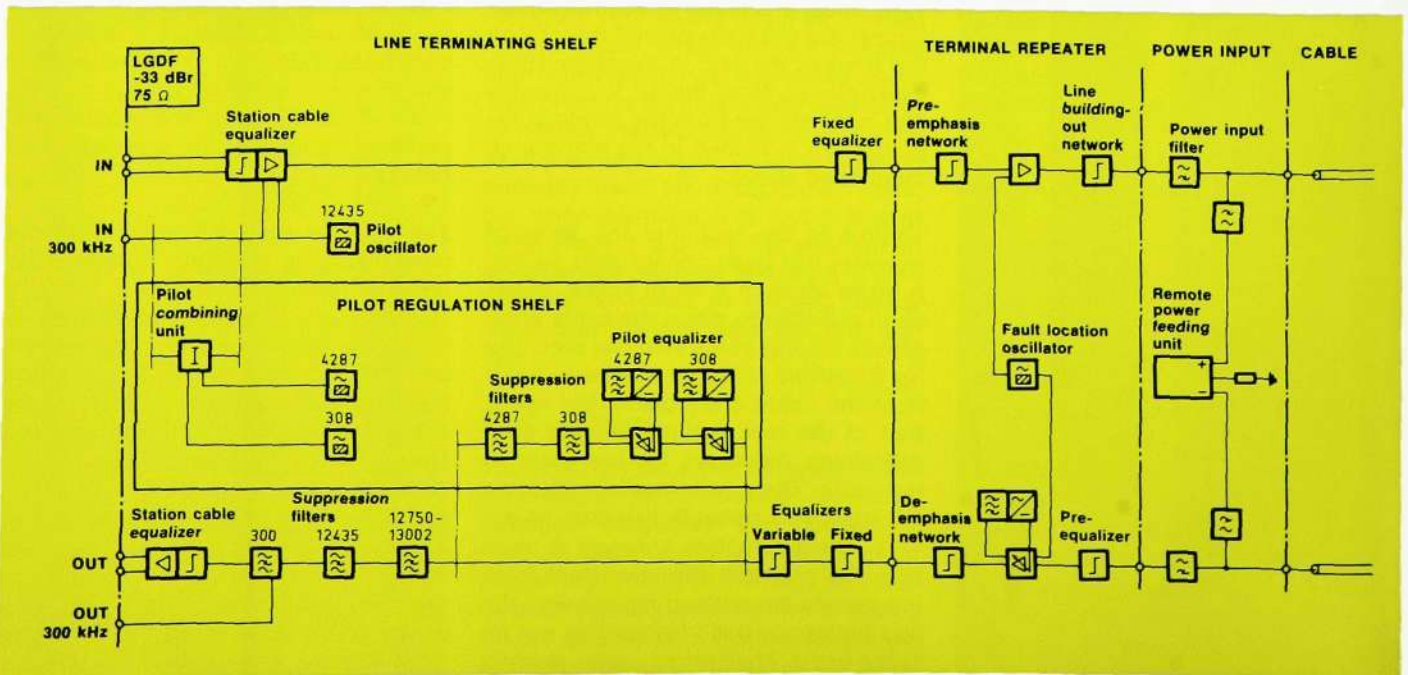 LINE TERMINATING SHELF
TERMINAL REPEATER
POWER INPUT
CABLE
LGDF
-33 dBr
75 Ω
Station cable
equalizer
Fixed
equalizer
Pre-
emphasis
network
Line
building-
out
network
Power input
filter
IN
IN
300 kHz
12435
Pilot
oscillator
PILOT REGULATION SHELF
Pilot
combining
unit
4287
308
Suppression
filters
4287
308
Pilot equalizer
4287
308
Fault location
oscillator
Remote
power
feeding
unit
+
−
Station cable
equalizer
300
Suppression
filters
12435
12750-
13002
Equalizers
Variable
Fixed
De-
emphasis
network
Pre-
equalizer
OUT
OUT
300 kHz